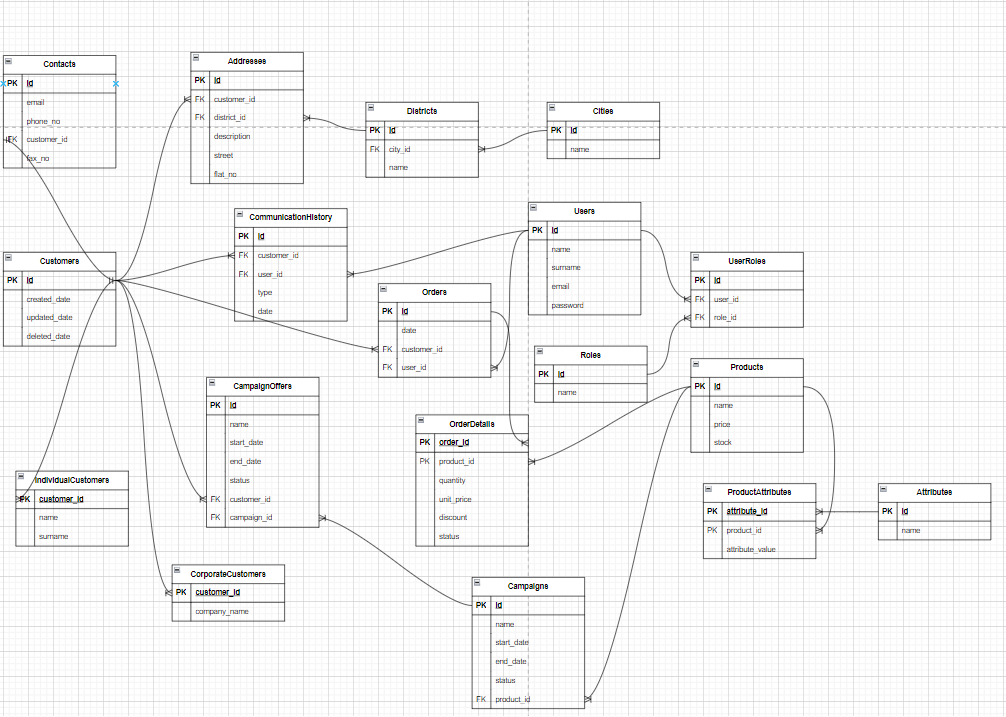 Contacts
PK Id
email
phone_no
FK customer_id
fax_no
Addresses
PK Id
FK customer_id
FK district_id
description
street
flat_no
Districts
PK Id
FK city_id
name
Cities
PK Id
name
CommunicationHistory
PK Id
FK customer_id
FK user_id
type
date
Users
PK Id
name
surname
email
password
UserRoles
PK Id
FK user_id
FK role_id
Customers
PK Id
created_date
updated_date
deleted_date
Orders
PK Id
date
FK customer_id
FK user_id
Roles
PK Id
name
Products
PK Id
name
price
stock
CampaignOffers
PK Id
name
start_date
end_date
status
FK customer_id
FK campaign_id
OrderDetails
PK order_id
PK product_id
quantity
unit_price
discount
status
IndividualCustomers
PK customer_id
name
surname
ProductAttributes
PK attribute_id
PK product_id
attribute_value
Attributes
PK Id
name
CorporateCustomers
PK customer_id
company_name
Campaigns
PK Id
name
start_date
end_date
status
FK product_id